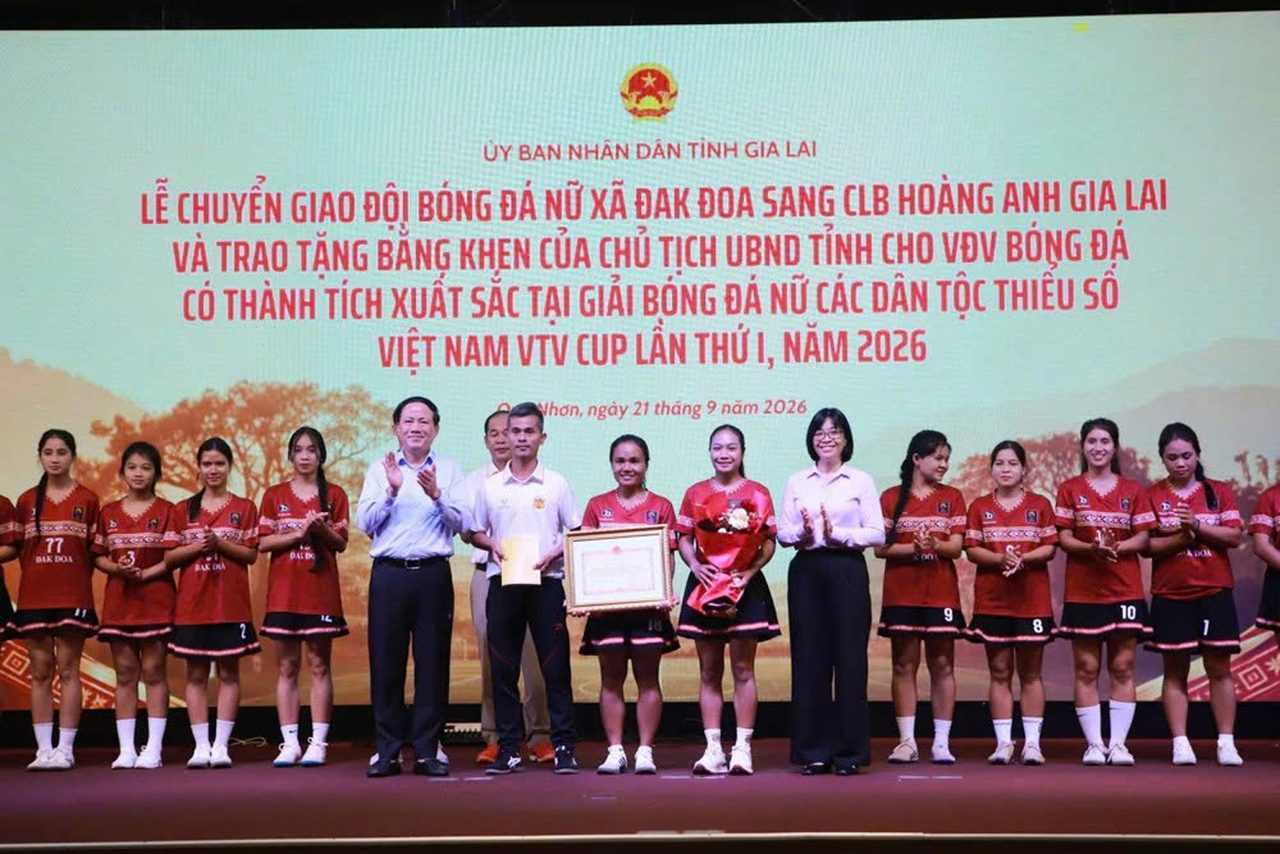 ỦY BAN NHÂN DÂN TỈNH GIA LAI
LỄ CHUYỂN GIAO ĐỘI BÓNG ĐÁ NỮ XÃ ĐAK ĐOA SANG CLB HOÀNG ANH GIA LAI
VÀ TRAO TẶNG BẰNG KHEN CỦA CHỦ TỊCH UBND TỈNH CHO VĐV BÓNG ĐÁ
CÓ THÀNH TÍCH XUẤT SẮC TẠI GIẢI BÓNG ĐÁ NỮ CÁC DÂN TỘC THIỂU SỐ
VIỆT NAM VTV CUP LẦN THỨ I, NĂM 2026
Nhơn, ngày 21 tháng 9 năm 2026
77
ĐAK ĐOA
3
ĐAK ĐOA
2
12
9
8
10
7